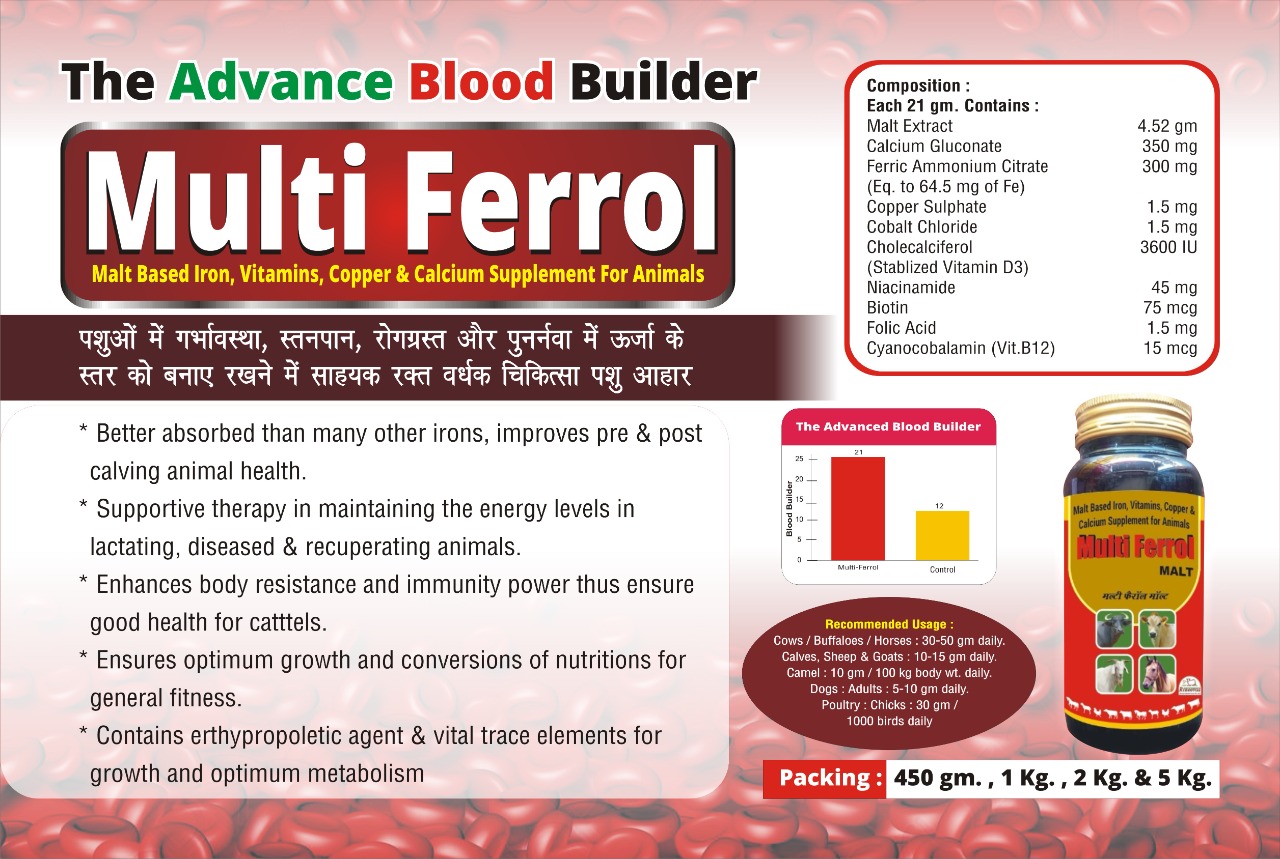 The Advance Blood Builder
Multi Ferrol
Malt Based Iron, Vitamins, Copper & Calcium Supplement For Animals
पशुओं में गर्भावस्था, स्तनपान, रोगग्रस्त और पुनर्नवा में ऊर्जा के
स्तर को बनाए रखने में साहयक रक्त वर्धक चिकित्सा पशु आहार
* Better absorbed than many other irons, improves pre & post
calving animal health.
* Supportive therapy in maintaining the energy levels in
lactating, diseased & recuperating animals.
* Enhances body resistance and immunity power thus ensure
good health for catttels.
* Ensures optimum growth and conversions of nutritions for
general fitness.
* Contains erthypropoletic agent & vital trace elements for
growth and optimum metabolism
Composition :
Each 21 gm. Contains :
Malt Extract 4.52 gm
Calcium Gluconate 350 mg
Ferric Ammonium Citrate 300 mg
(Eq. to 64.5 mg of Fe)
Copper Sulphate 1.5 mg
Cobalt Chloride 1.5 mg
Cholecalciferol 3600 IU
(Stablized Vitamin D3)
Niacinamide 45 mg
Biotin 75 mcg
Folic Acid 1.5 mg
Cyanocobalamin (Vit.B12) 15 mcg
The Advanced Blood Builder
Blood Builder
25
20
15
10
5
0
21
12
Multi-Ferrol
Control
Recommended Usage :
Cows / Buffaloes / Horses : 30-50 gm daily.
Calves, Sheep & Goats : 10-15 gm daily.
Camel : 10 gm / 100 kg body wt. daily.
Dogs : Adults : 5-10 gm daily.
Poultry : Chicks : 30 gm /
1000 birds daily
Malt Based Iron, Vitamins, Copper &
Calcium Supplement for Animals
Multi Ferrol
MALT
मल्टी फैरॉल मॉल्ट
Packing : 450 gm. , 1 Kg. , 2 Kg. & 5 Kg.